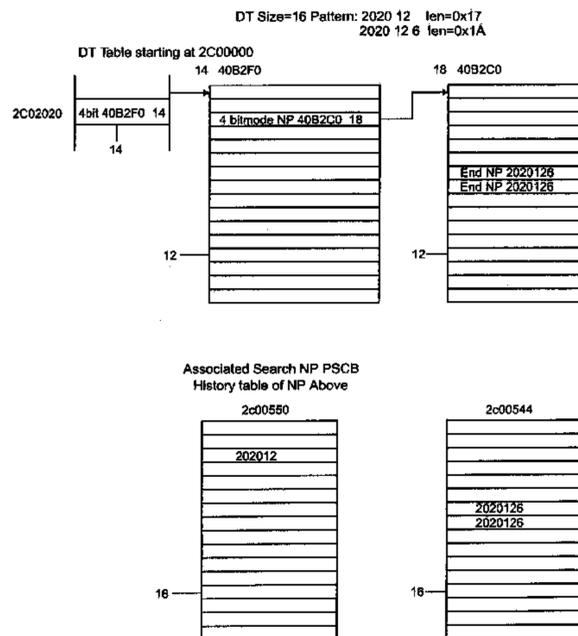 DT Size=16 Pattern: 2020 12 len=0x17
2020 12 6 len=0x1A
DT Table starting at 2C00000
14 40B2F0
18 40B2C0
2C02020
4bit 40B2F0 14
14
4 bitmode NP 40B2C0 18
End NP 2020126
End NP 2020126
12
12
Associated Search NP PSCB
History table of NP Above
2c00550
2c00544
202012
2020126
2020126
16
16